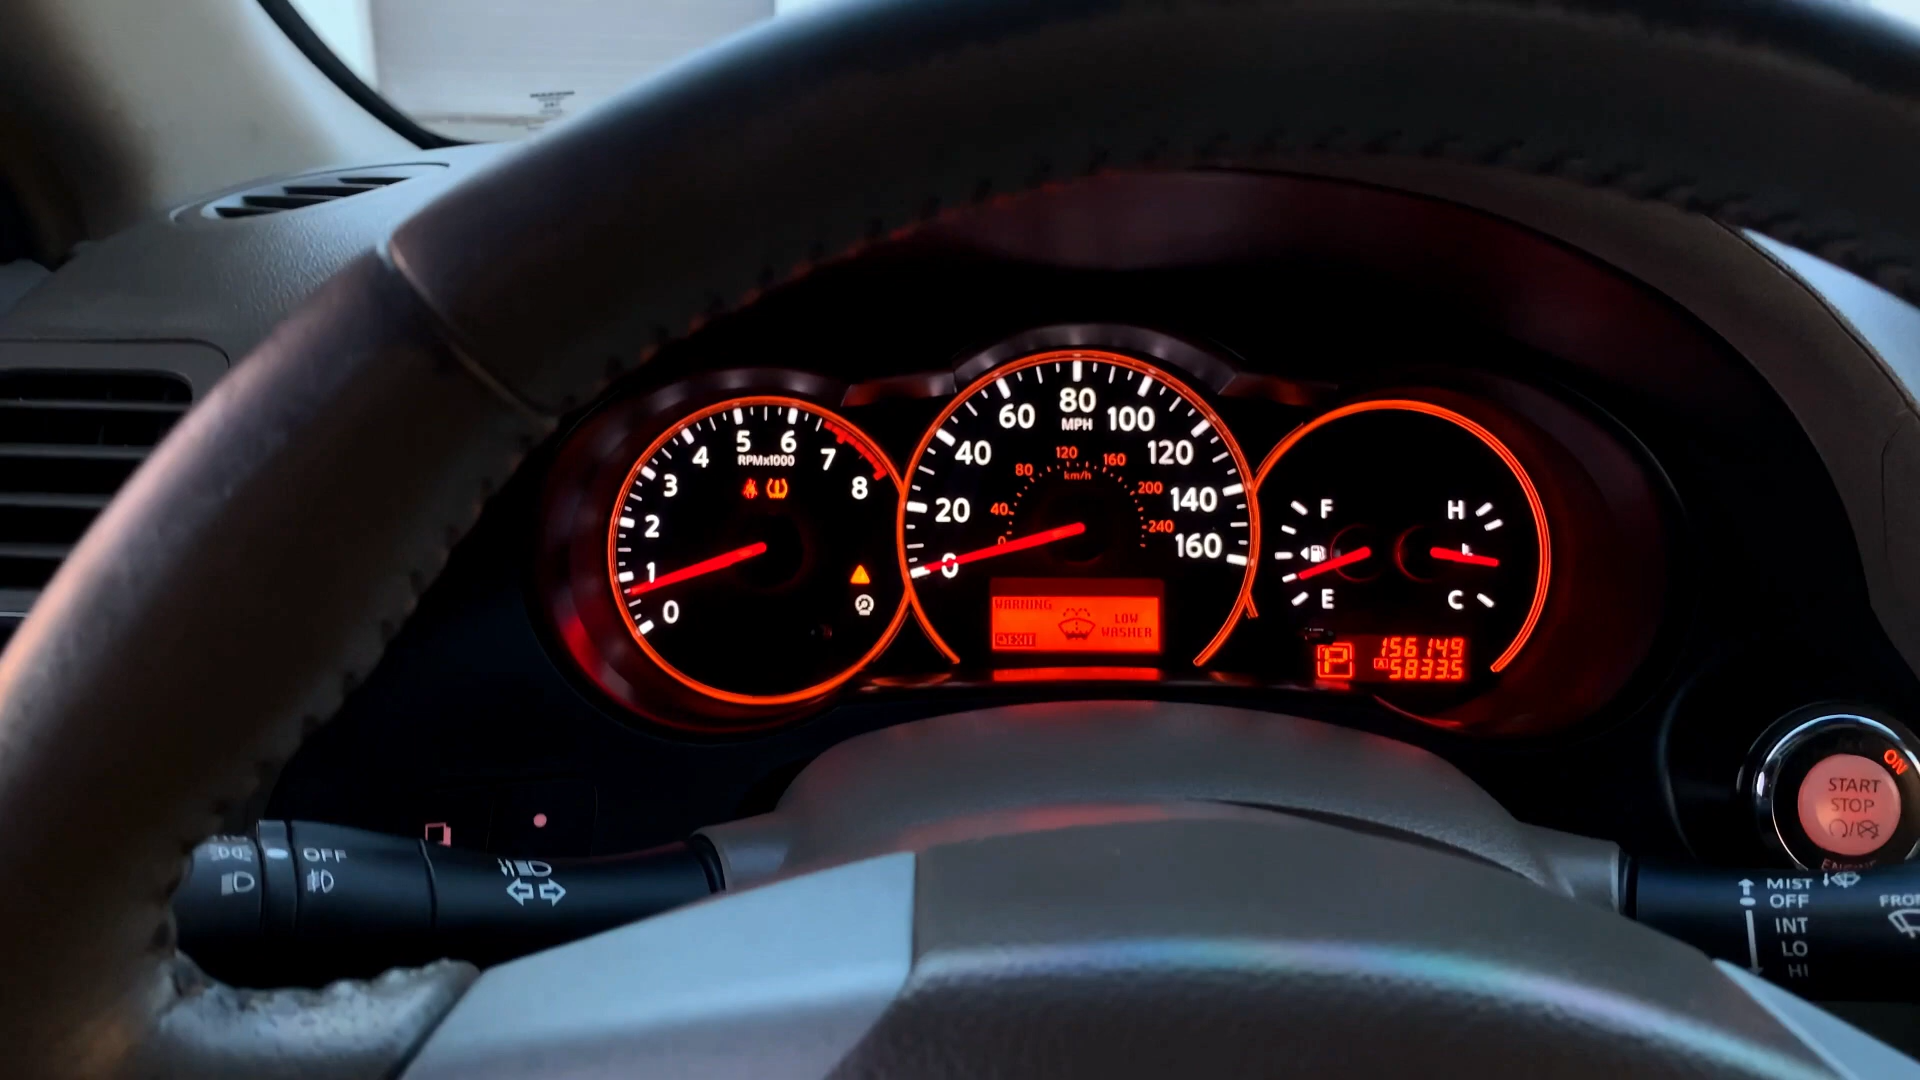 5 6
4 RPMx1000 7
3 8
2
1
0
80
60 MPH 100
40 120
20 140
0 160
120
80 km/h 160
40 200
0 240
WARNING
LOW
WASHER
EXIT
F
E
H
C
P
156149
A 5833.5
ON
START
STOP
ENGINE
OFF
MIST
OFF
INT
LO
HI